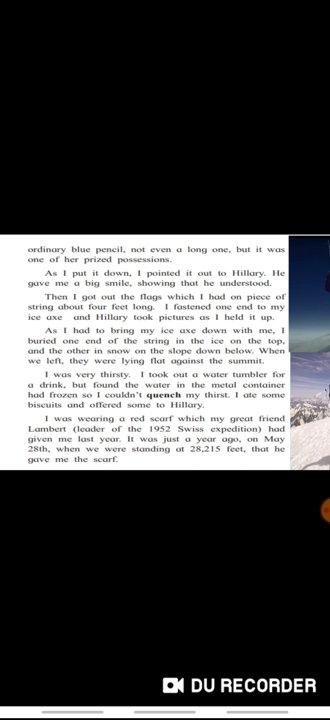 ordinary blue pencil, not even a long one, but it was
one of her prized possessions.
As I put it down, I pointed it out to Hillary. He
gave me a big smile, showing that he understood.
Then I got out the flags which I had on piece of
string about four feet long. I fastened one end to my
ice axe and Hillary took pictures as I held it up.
As I had to bring my ice axe down with me, I
buried one end of the string in the ice on the top,
and the other in snow on the slope down below. When
we left, they were lying flat against the summit.
I was very thirsty. I took out a water tumbler for
a drink, but found the water in the metal container
had frozen so I couldn't quench my thirst. I ate some
biscuits and offered some to Hillary.
I was wearing a red scarf which my great friend
Lambert (leader of the 1952 Swiss expedition) had
given me last year. It was just a year ago, on May
28th, when we were standing at 28,215 feet, that he
gave me the scarf.
DU RECORDER